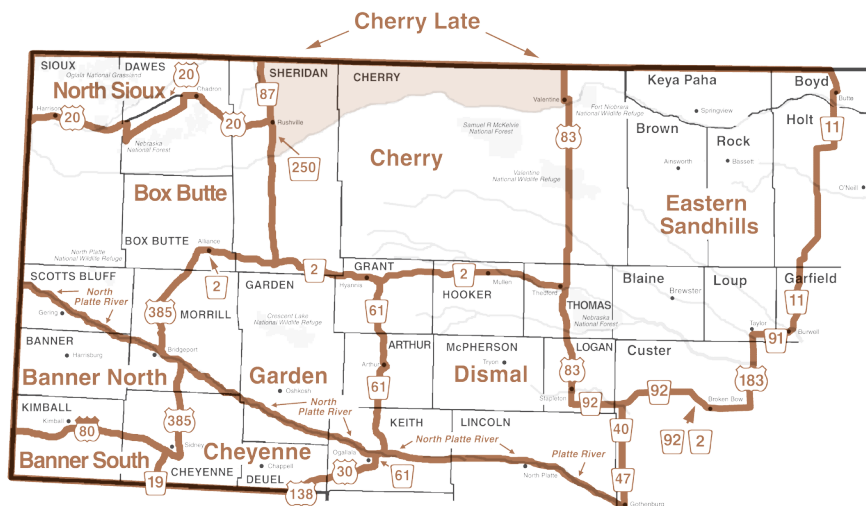 Cherry Late
SIOUX
DAWES
Oglala National Grassland
20
North Sioux
Chadron
SHERIDAN
CHERRY
87
Harrison
20
20
Rushville
Nebraska
National Forest
250
Valentine
Fort Niobrara
National Wildlife Refuge
Samuel R McKelvie
National Forest
83
Cherry
Valentine
National Wildlife Refuge
Keya Paha
Springview
Boyd
Butte
Holt
11
Brown
Rock
Ainsworth
Bassett
O'Neill
Eastern
Sandhills
Box Butte
BOX BUTTE
Alliance
2
North Platte
National Wildlife Refuge
SCOTTS BLUFF
North
Platte River
Gering
385
MORRILL
GARDEN
2
GRANT
Hyannis
2
Mullen
HOOKER
Thedford
THOMAS
Nebraska
National Forest
Crescent Lake
National Wildlife Refuge
61
Blaine
Brewster
Loup
Garfield
11
Taylor
Burwell
91
BANNER
Harrisburg
Bridgeport
Banner North
Garden
Oshkosh
ARTHUR
Arthur
61
McPHERSON
Tryon
Dismal
LOGAN
83
Stapleton
Custer
183
92
92
Broken Bow
92
2
KIMBALL
Kimball
80
385
Sidney
North
Platte River
Banner South
19
CHEYENNE
Cheyenne
Chappell
DEUEL
138
30
Ogallala
KEITH
61
LINCOLN
North Platte River
North Platte
Platte River
40
47
Gothenburg